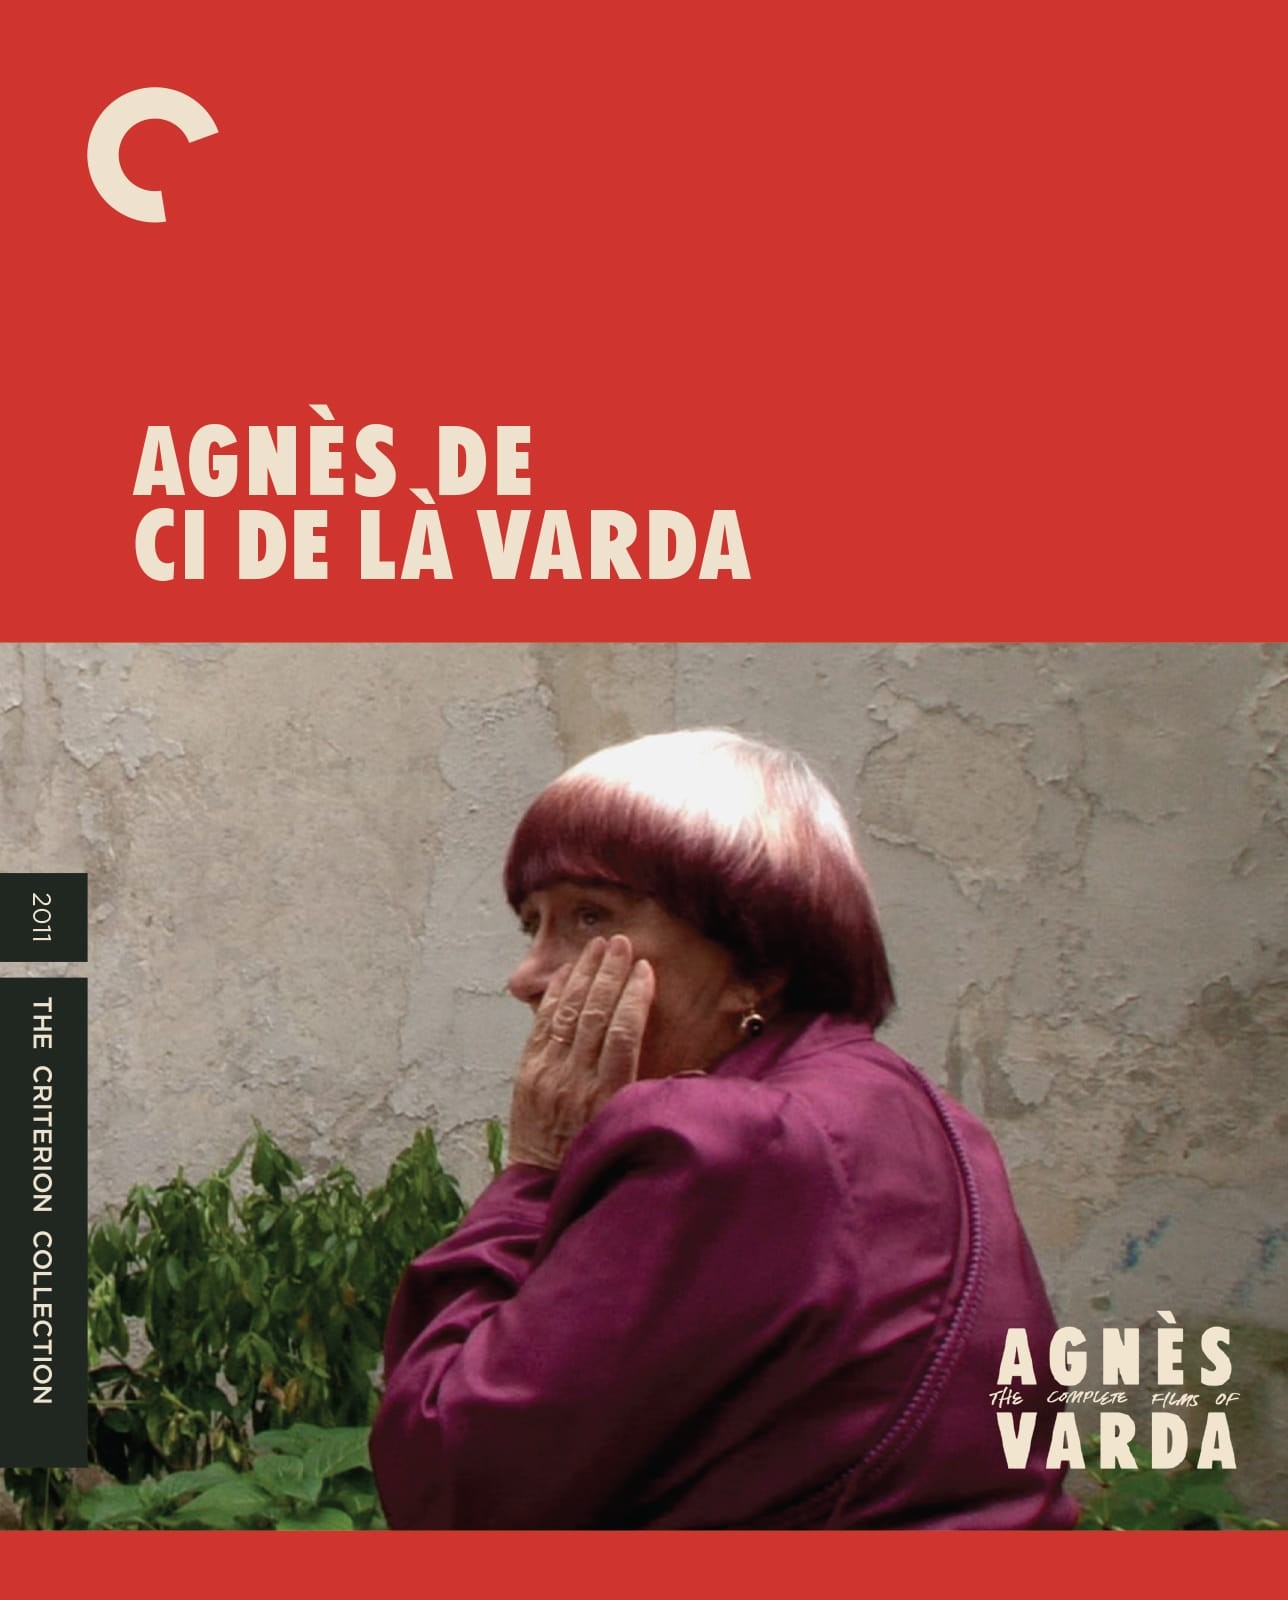 AGNÈS DE
CI DE LÀ VARDA
2011
THE CRITERION COLLECTION
AGNÈS
THE COMPLETE FILMS OF
VARDA